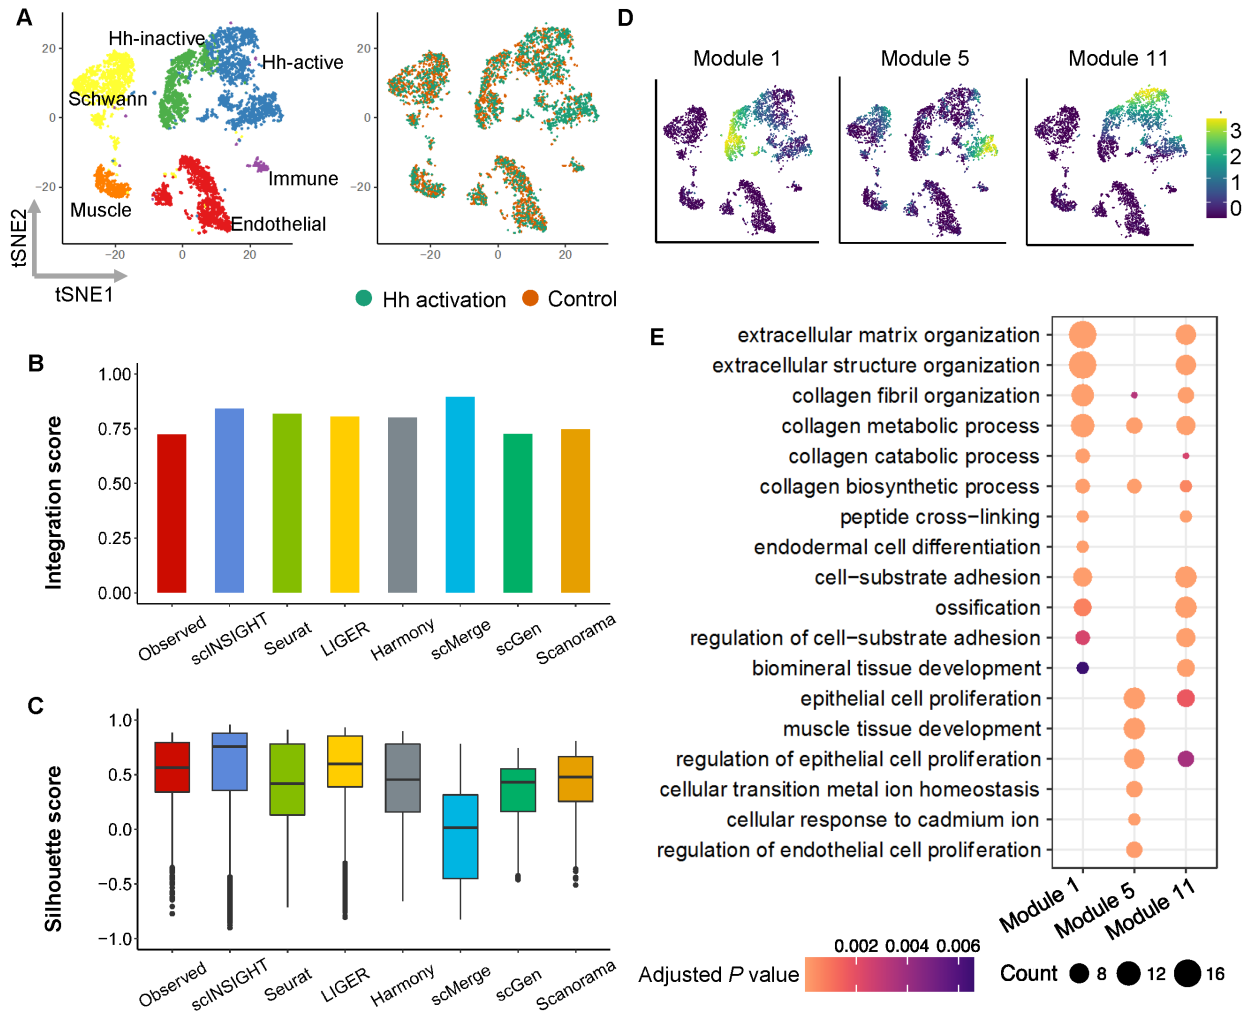 A
Hh-inactive
Hh-active
Schwann
Immune
Muscle
Endothelial
20
0
−20
−20
0
20
tSNE2
tSNE1
20
0
−20
−20
0
20
Hh activation
Control
B
Integration score
1.00
0.75
0.50
0.25
0.00
Observed
scINSIGHT
Seurat
LIGER
Harmony
scMerge
scGen
Scanorama
C
Silhouette score
1.0
0.5
0.0
−0.5
−1.0
Observed
scINSIGHT
Seurat
LIGER
Harmony
scMerge
scGen
Scanorama
D
Module 1
Module 5
Module 11
3
2
1
0
E
extracellular matrix organization
extracellular structure organization
collagen fibril organization
collagen metabolic process
collagen catabolic process
collagen biosynthetic process
peptide cross−linking
endodermal cell differentiation
cell−substrate adhesion
ossification
regulation of cell−substrate adhesion
biomineral tissue development
epithelial cell proliferation
muscle tissue development
regulation of epithelial cell proliferation
cellular transition metal ion homeostasis
cellular response to cadmium ion
regulation of endothelial cell proliferation
Module 1
Module 5
Module 11
0.002 0.004 0.006
Adjusted P value
Count 8 12 16